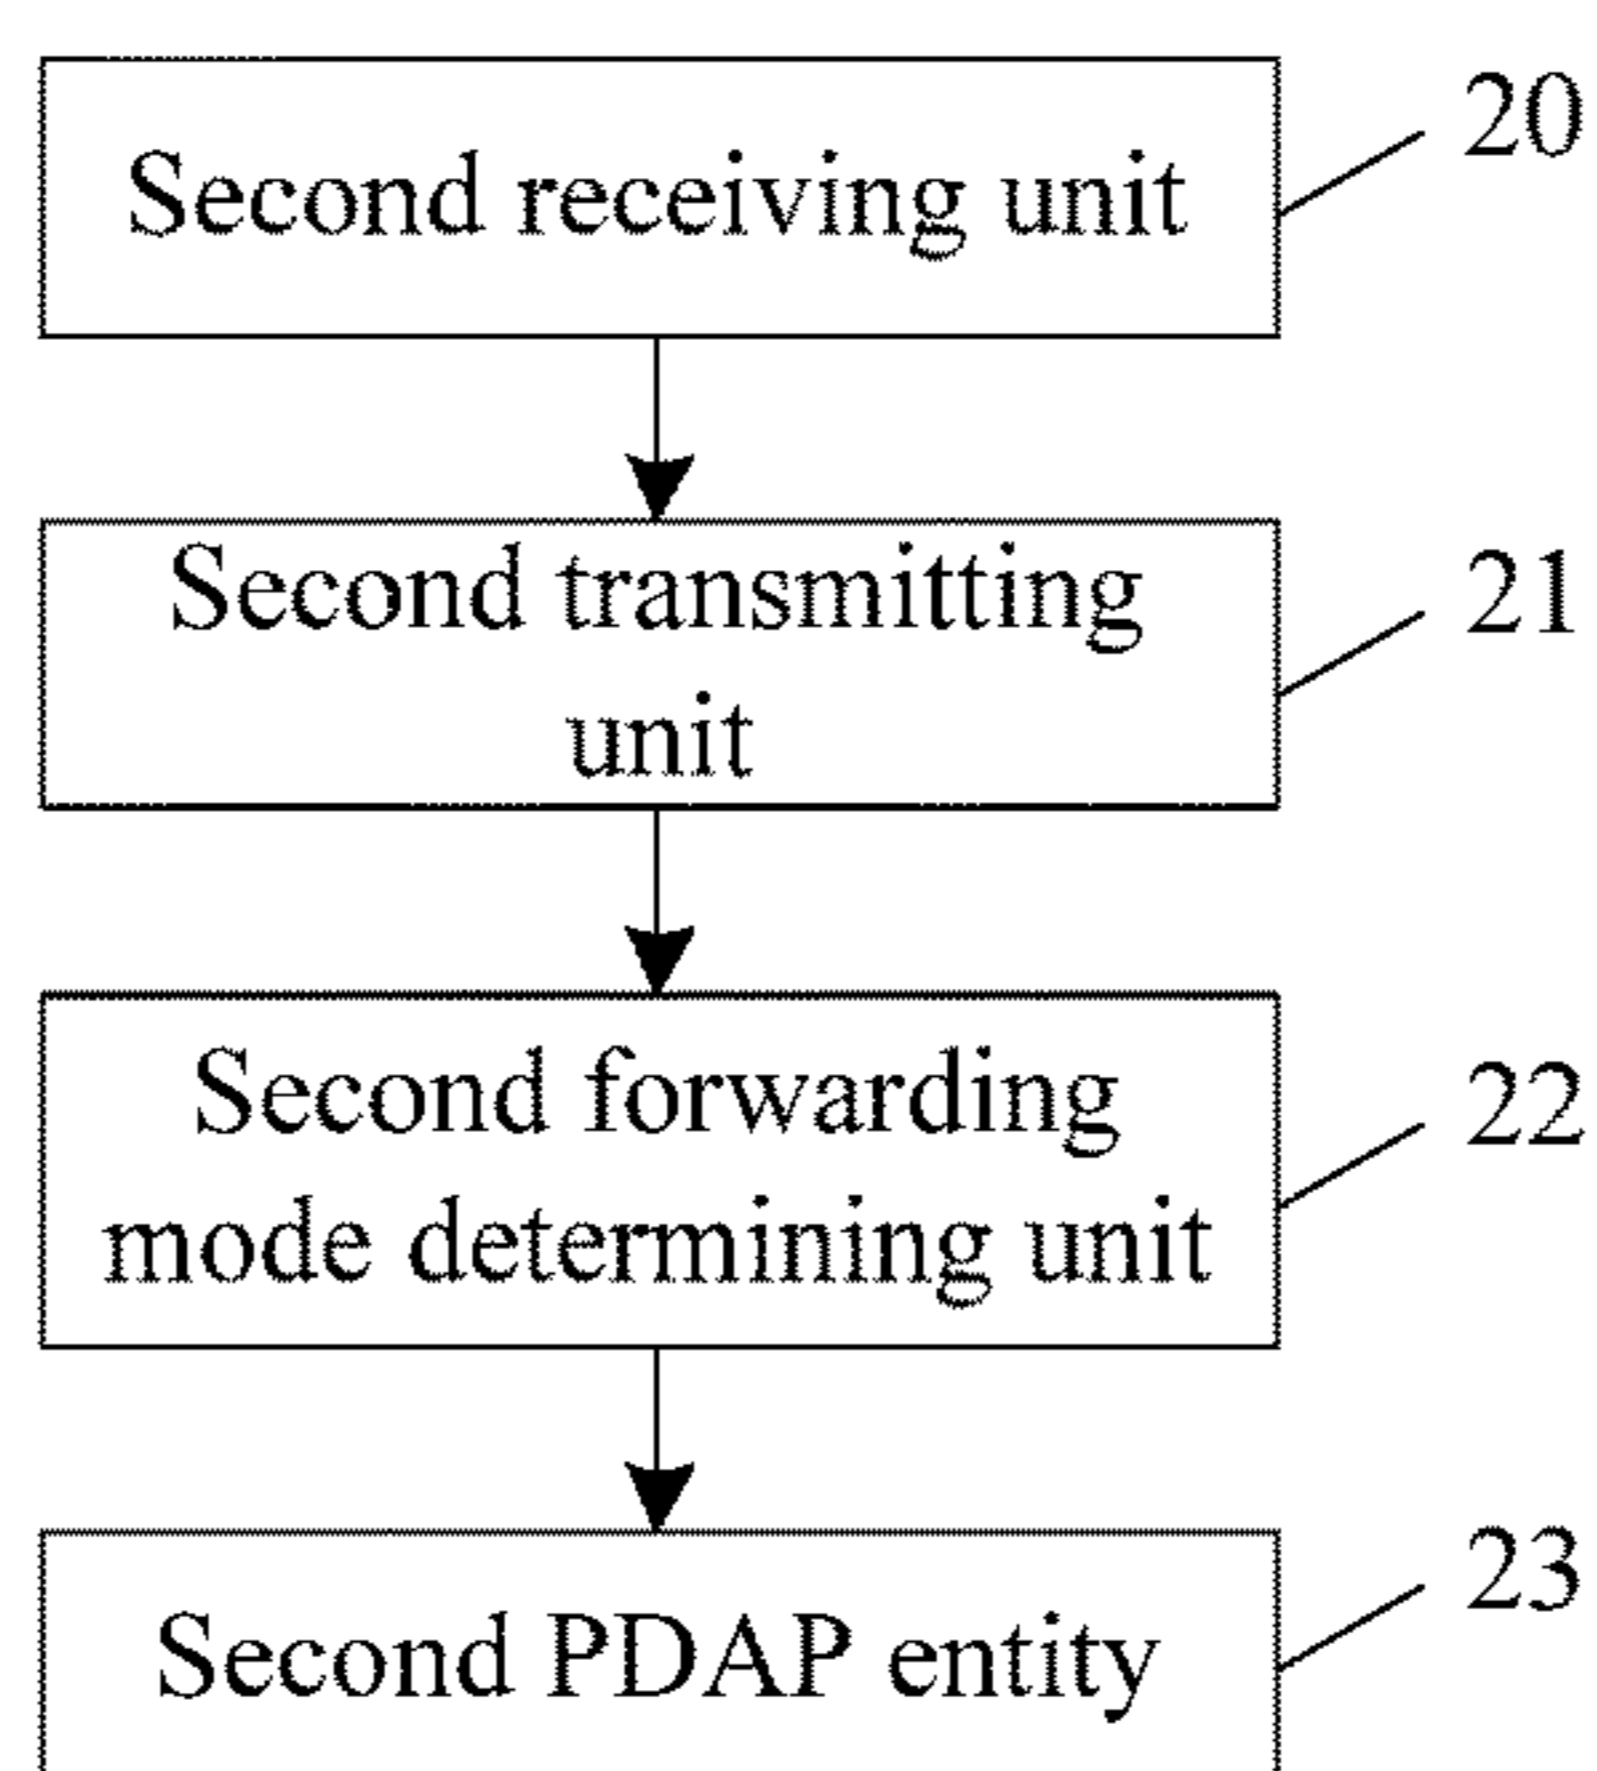 Second receiving unit
20
Second transmitting
unit
21
Second forwarding
mode determining unit
22
Second PDAP entity
23